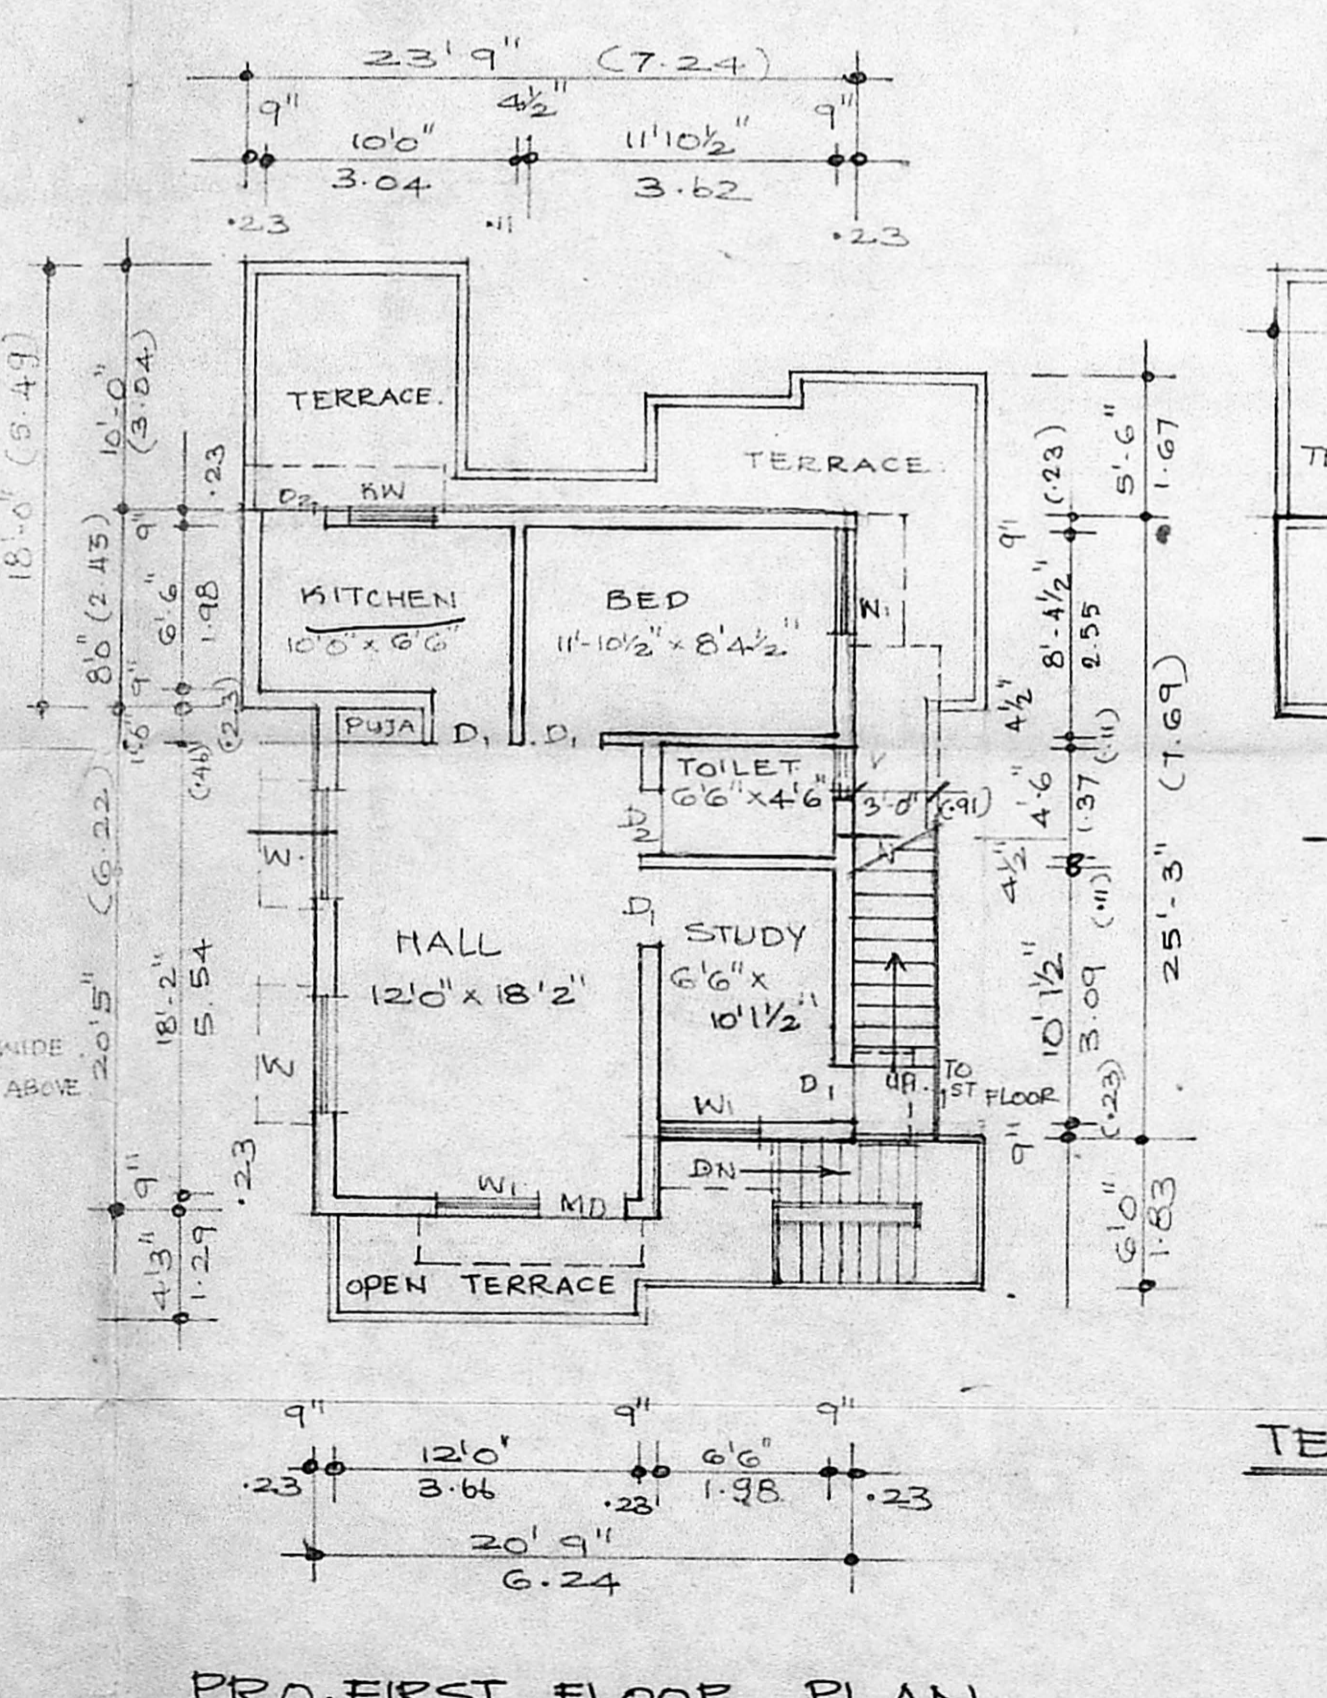 23' 9" (7.24)
9" 4½" 9"
10'0" 11'10½"
3.04 3.62
.23 .11 .23
18'-0" (5.49)
10'-0"
(3.04)
8'0" (2.43)
.23
9"
6'6"
1.98
9"
(.23)
1'6"
(.46)
20'5" (6.22)
18'-2"
5.54
9"
.23
4'3"
1.29
WIDE
ABOVE
TERRACE.
TERRACE
D2 KW
KITCHEN
10'0" x 6'6"
BED
11'-10½" x 8'4½"
W1
PUJA
D1 D1
TOILET
6'6" x 4'6"
V
3'-0" (.91)
D2
W.
D1
HALL
12'0" x 18'2"
STUDY
6'6" x
10'1½"
W
D1
UP.
TO
1ST FLOOR
W1
DN
W1 MD
OPEN TERRACE
5'-6"
1.67
(.23)
9"
8'-4½"
2.55
4½"
(.11)
4'-6"
1.37
4½"
(.11)
10'1½"
3.09
9"
(.23)
25'-3" (7.69)
6'0"
1.83
9" 9" 9"
12'0" 6'6"
.23 3.66 .23 1.98 .23
20' 9"
6.24
TE
TE
PRO. FIRST FLOOR PLAN